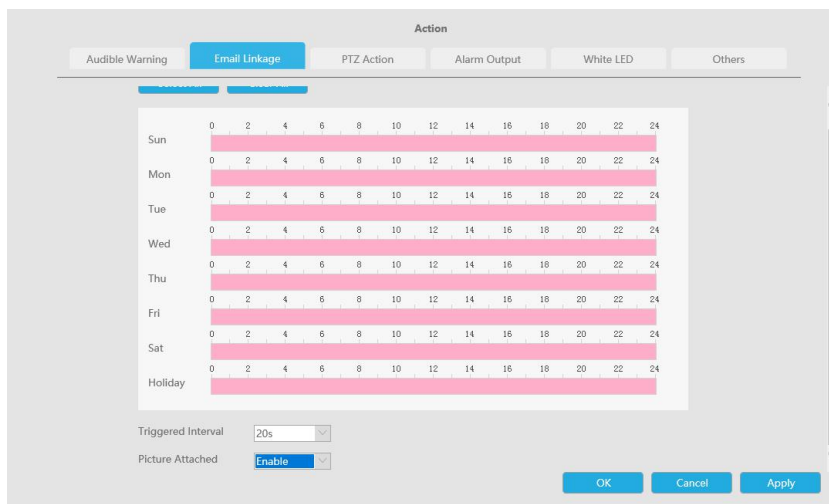 Action
Audible Warning Email Linkage PTZ Action Alarm Output White LED Others
0 2 4 6 8 10 12 14 16 18 20 22 24
Sun
0 2 4 6 8 10 12 14 16 18 20 22 24
Mon
0 2 4 6 8 10 12 14 16 18 20 22 24
Tue
0 2 4 6 8 10 12 14 16 18 20 22 24
Wed
0 2 4 6 8 10 12 14 16 18 20 22 24
Thu
0 2 4 6 8 10 12 14 16 18 20 22 24
Fri
0 2 4 6 8 10 12 14 16 18 20 22 24
Sat
0 2 4 6 8 10 12 14 16 18 20 22 24
Holiday
Triggered Interval 20s
Picture Attached Enable
OK Cancel Apply